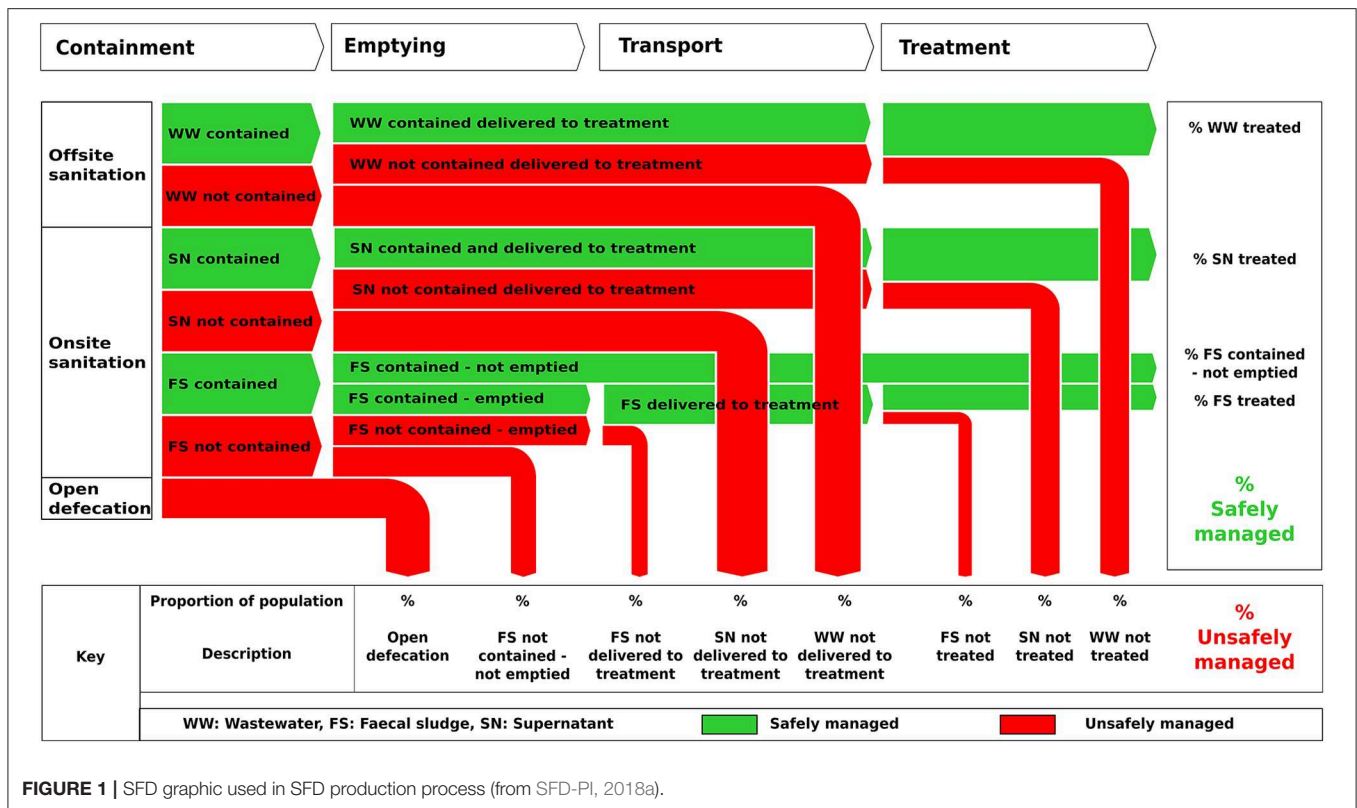 Containment
Emptying
Transport
Treatment
Offsite
sanitation
WW contained
WW not contained
WW contained delivered to treatment
WW not contained delivered to treatment
% WW treated
Onsite
sanitation
SN contained
SN not contained
FS contained
FS not contained
SN contained and delivered to treatment
SN not contained delivered to treatment
FS contained - not emptied
FS contained - emptied
FS delivered to treatment
FS not contained - emptied
% SN treated
% FS contained
- not emptied
% FS treated
Open
defecation
%
Safely
managed
Key
Proportion of population
%
%
%
%
%
%
%
%
Description
Open
defecation
FS not
contained -
not emptied
FS not
delivered to
treatment
SN not
delivered to
treatment
WW not
delivered to
treatment
FS not
treated
SN not
treated
WW not
treated
%
Unsafely
managed
WW: Wastewater, FS: Faecal sludge, SN: Supernatant
Safely managed
Unsafely managed
FIGURE 1 | SFD graphic used in SFD production process (from SFD-PI, 2018a).